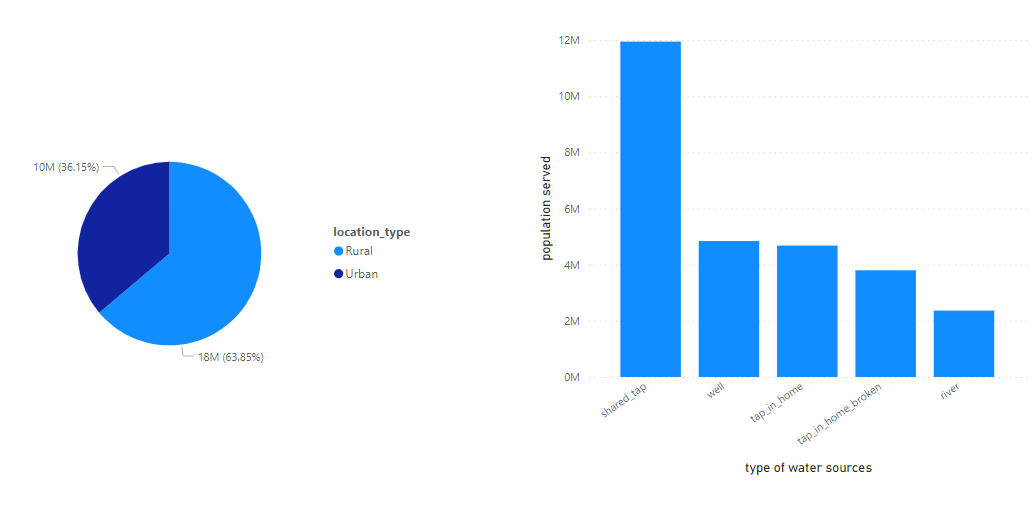 10M (36.15%)
18M (63.85%)
location_type
Rural
Urban
population served
12M
10M
8M
6M
4M
2M
0M
shared_tap
well
tap_in_home
tap_in_home_broken
river
type of water sources